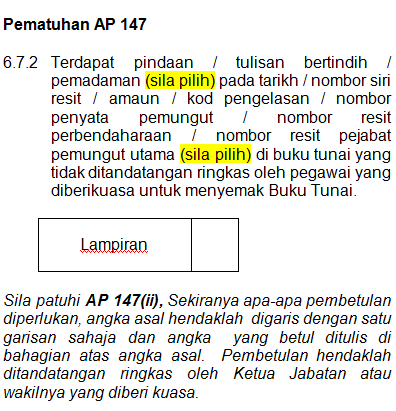 Pematuhan AP 147
6.7.2 Terdapat pindaan / tulisan bertindih /
pemadaman (sila pilih) pada tarikh / nombor siri
resit / amaun / kod pengelasan / nombor
penyata pemungut / nombor resit
perbendaharaan / nombor resit pejabat
pemungut utama (sila pilih) di buku tunai yang
tidak ditandatangan ringkas oleh pegawai yang
diberikuasa untuk menyemak Buku Tunai.
Lampiran
Sila patuhi AP 147(ii), Sekiranya apa-apa pembetulan
diperlukan, angka asal hendaklah digaris dengan satu
garisan sahaja dan angka yang betul ditulis di
bahagian atas angka asal. Pembetulan hendaklah
ditandatangan ringkas oleh Ketua Jabatan atau
wakilnya yang diberi kuasa.